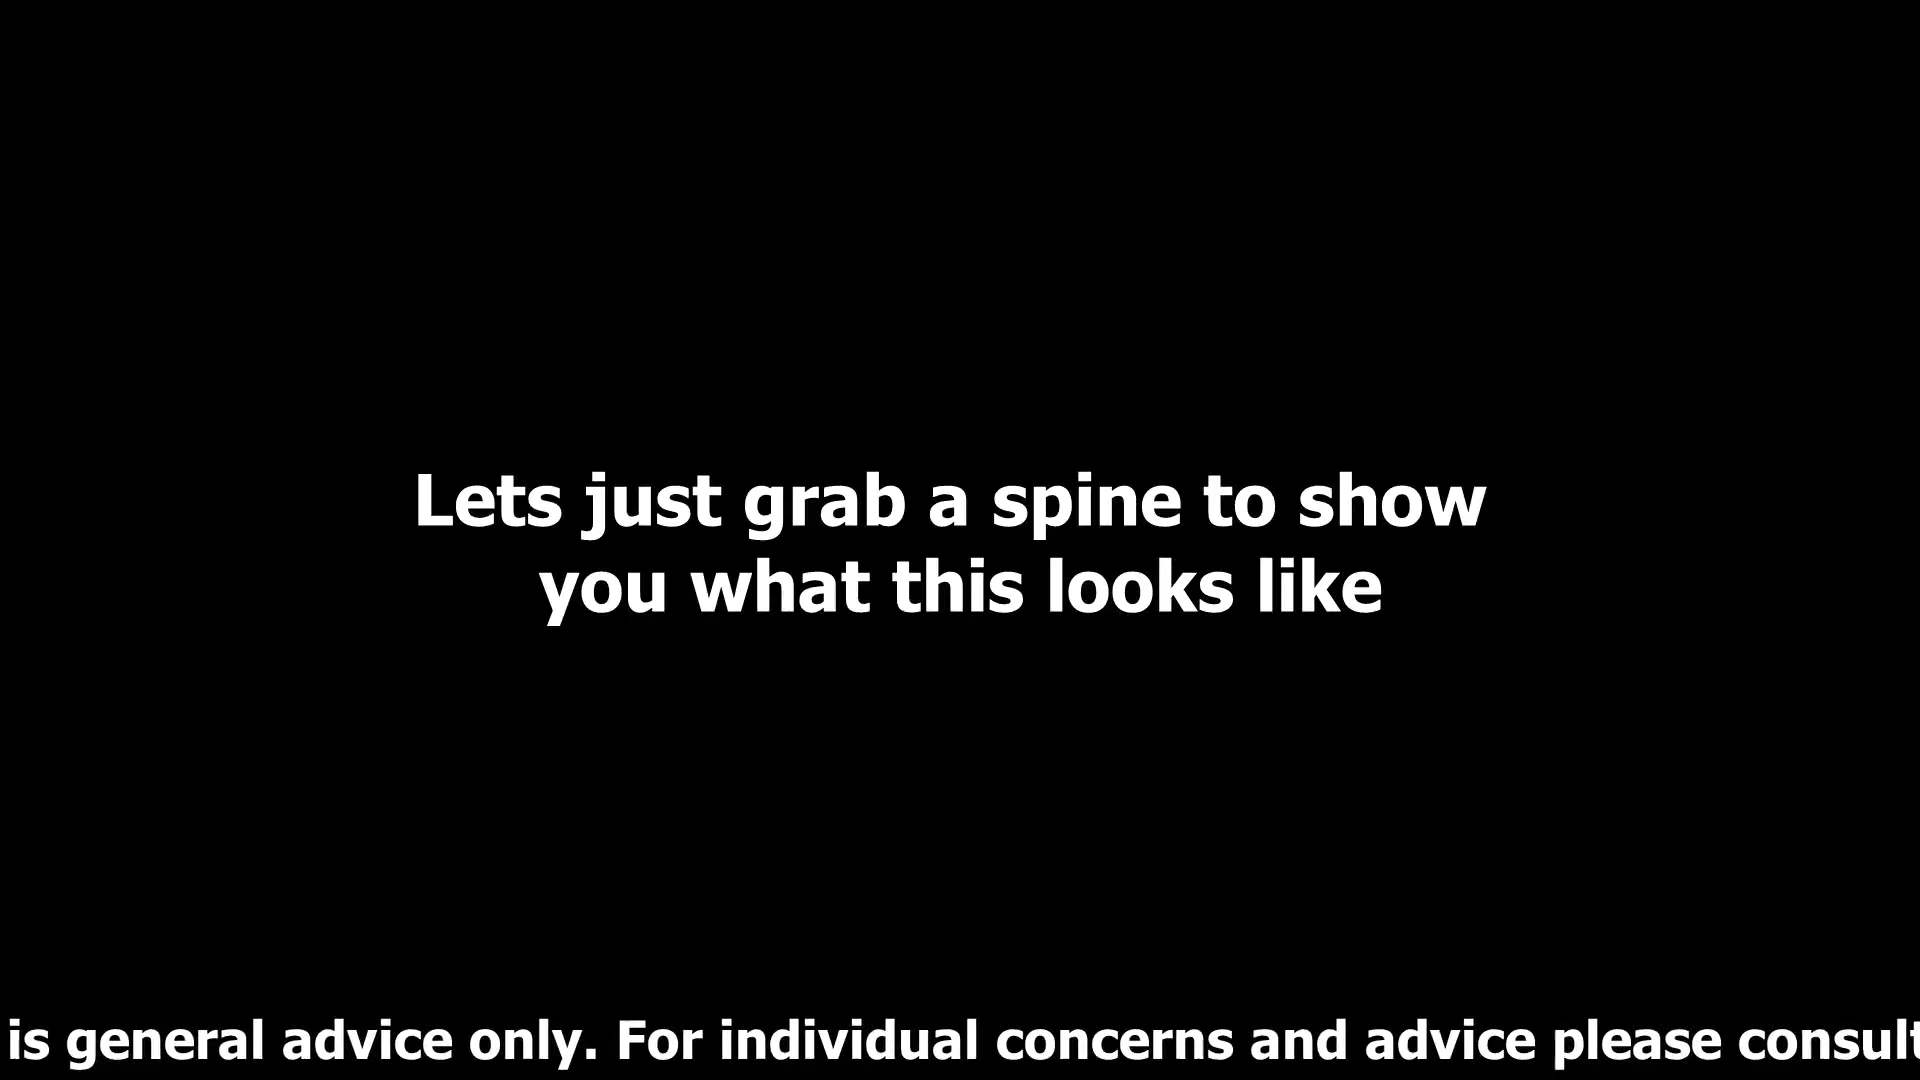 Lets just grab a spine to show
you what this looks like
is general advice only. For individual concerns and advice please consult